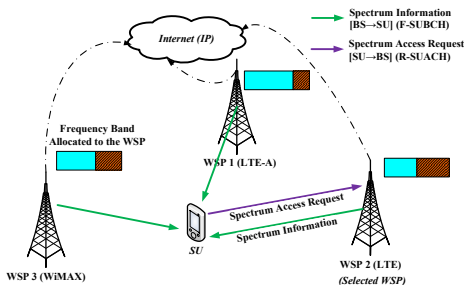 Spectrum Information
[BS→SU] (F-SUBCH)
Internet (IP)
Spectrum Access Request
[SU→BS] (R-SUACH)
Frequency Band
Allocated to the WSP
WSP 1 (LTE-A)
Spectrum Access Request
Spectrum Information
SU
WSP 3 (WiMAX)
WSP 2 (LTE)
(Selected WSP)